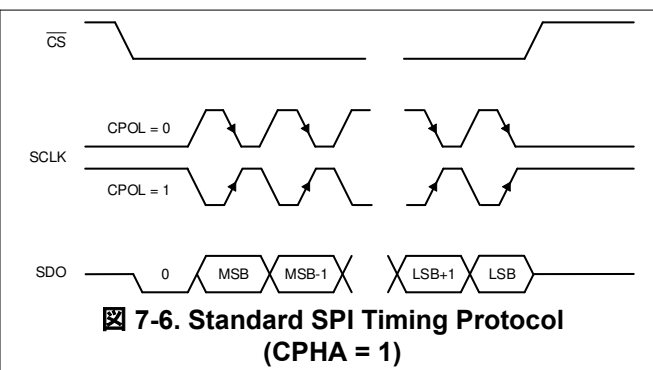 CS
CPOL = 0
SCLK
CPOL = 1
SDO 0 MSB MSB-1 LSB+1 LSB
図 7-6. Standard SPI Timing Protocol
(CPHA = 1)